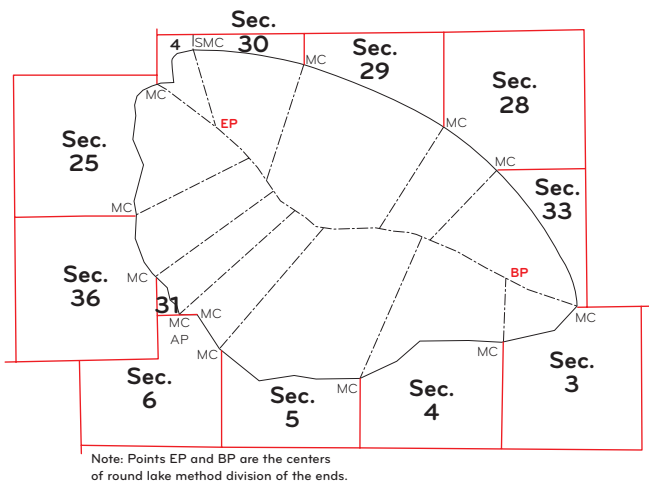 Sec.
30
4
SMC
MC
Sec.
29
Sec.
28
MC
EP
MC
MC
Sec.
25
Sec.
33
MC
Sec.
36
MC
BP
31
MC
MC
AP
MC
MC
Sec.
6
Sec.
5
MC
Sec.
4
MC
Sec.
3
Note: Points EP and BP are the centers
of round lake method division of the ends.